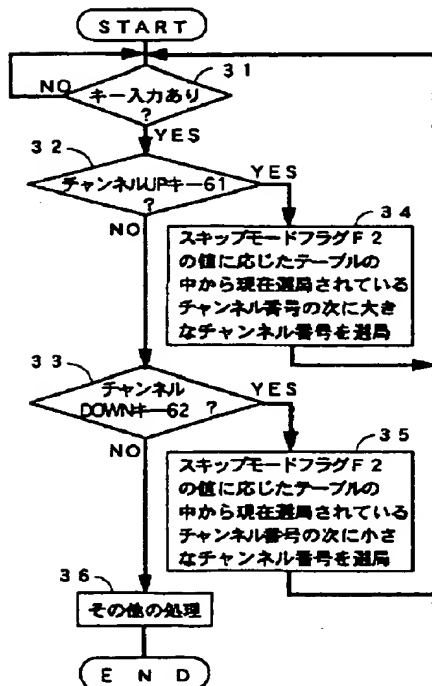 START
31
NO
キー入力あり
?
YES
32
チャンネルUPキー61
?
YES
NO
34
スキップモードフラグF2
の値に応じたテーブルの
中から現在選局されている
チャンネル番号の次に大き
なチャンネル番号を選局
33
チャンネル
DOWNキー62 ?
YES
NO
35
スキップモードフラグF2
の値に応じたテーブルの
中から現在選局されている
チャンネル番号の次に小さ
なチャンネル番号を選局
36
その他の処理
END